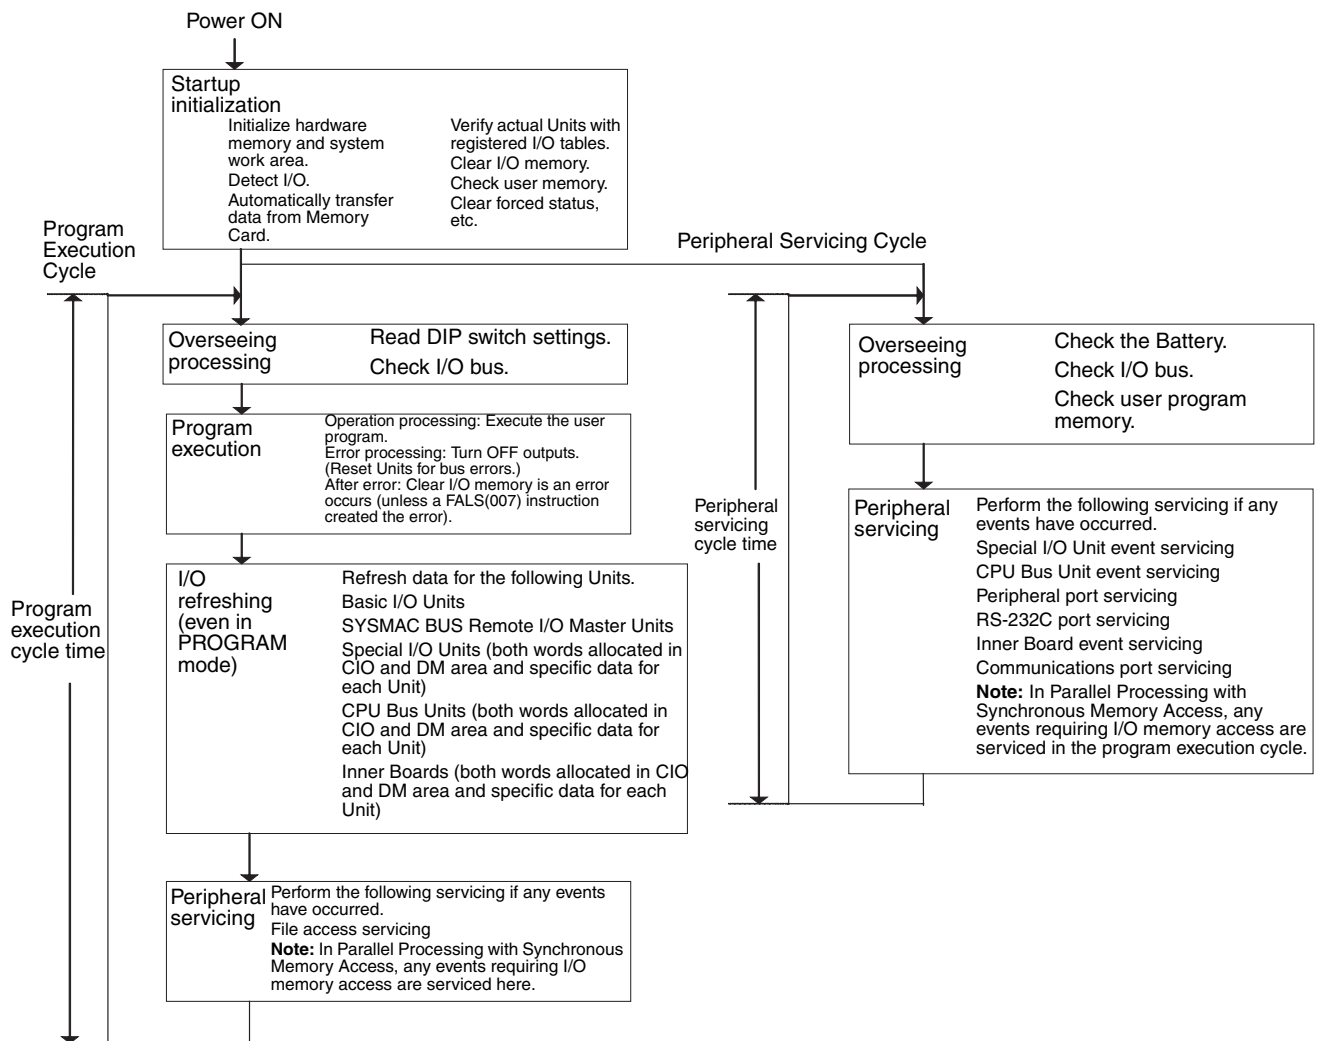 Power ON
Startup
initialization
Initialize hardware
memory and system
work area.
Detect I/O.
Automatically transfer
data from Memory
Card.
Verify actual Units with
registered I/O tables.
Clear I/O memory.
Check user memory.
Clear forced status,
etc.
Program
Execution
Cycle
Peripheral Servicing Cycle
Overseeing
processing
Read DIP switch settings.
Check I/O bus.
Program
execution
Operation processing: Execute the user
program.
Error processing: Turn OFF outputs.
(Reset Units for bus errors.)
After error: Clear I/O memory is an error
occurs (unless a FALS(007) instruction
created the error).
I/O
refreshing
(even in
PROGRAM
mode)
Refresh data for the following Units.
Basic I/O Units
SYSMAC BUS Remote I/O Master Units
Special I/O Units (both words allocated in
CIO and DM area and specific data for
each Unit)
CPU Bus Units (both words allocated in
CIO and DM area and specific data for
each Unit)
Inner Boards (both words allocated in CIO
and DM area and specific data for each
Unit)
Program
execution
cycle time
Peripheral
servicing
Perform the following servicing if any events
have occurred.
File access servicing
Note: In Parallel Processing with Synchronous
Memory Access, any events requiring I/O
memory access are serviced here.
Overseeing
processing
Check the Battery.
Check I/O bus.
Check user program
memory.
Peripheral
servicing
cycle time
Peripheral
servicing
Perform the following servicing if any
events have occurred.
Special I/O Unit event servicing
CPU Bus Unit event servicing
Peripheral port servicing
RS-232C port servicing
Inner Board event servicing
Communications port servicing
Note: In Parallel Processing with
Synchronous Memory Access, any
events requiring I/O memory access are
serviced in the program execution cycle.